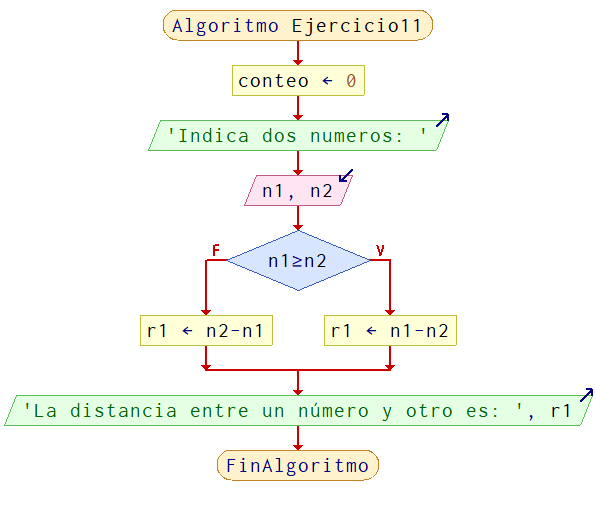 Algoritmo Ejercicio11
conteo ← 0
'Indica dos numeros: '
n1, n2
n1≥n2
F
V
r1 ← n2-n1
r1 ← n1-n2
'La distancia entre un número y otro es: ', r1
FinAlgoritmo